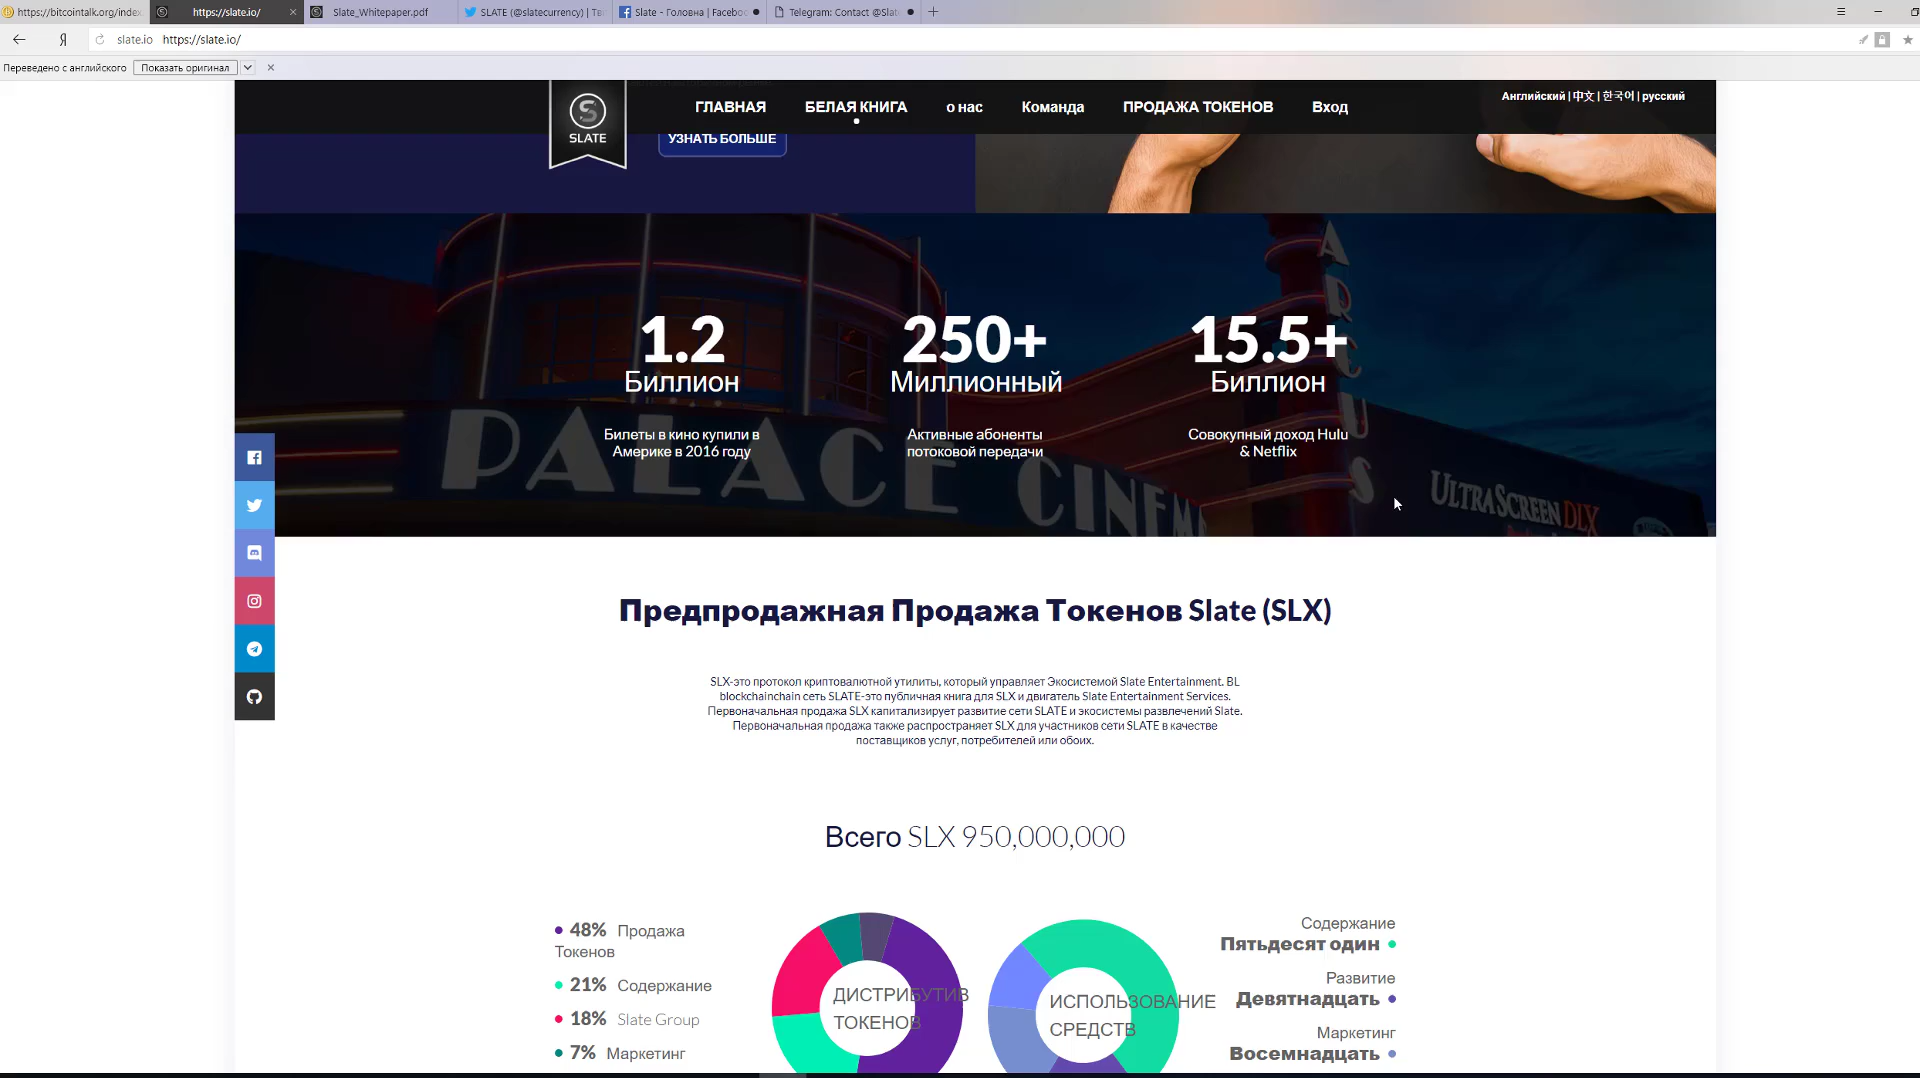 https://bitcointalk.org/index.
https://slate.io/
Slate_Whitepaper.pdf
SLATE (@slatecurrency) | Тв
Slate - Головна | Faceboo
Telegram: Contact @Slat
Я
slate.io https://slate.io/
Переведено с английского
Показать оригинал
SLATE
ГЛАВНАЯ
БЕЛАЯ КНИГА
о нас
Команда
ПРОДАЖА ТОКЕНОВ
Вход
Английский | 中文 | 한국어 | русский
УЗНАТЬ БОЛЬШЕ
1.2
Биллион
Билеты в кино купили в
Америке в 2016 году
250+
Миллионный
Активные абоненты
потоковой передачи
15.5+
Биллион
Совокупный доход Hulu
& Netflix
PALACE CINEM
MARCUS
ULTRASCREEN DLX
Предпродажная Продажа Токенов Slate (SLX)
SLX-это протокол криптовалютной утилиты, который управляет Экосистемой Slate Entertainment. BL
blockchainchain сеть SLATE-это публичная книга для SLX и двигатель Slate Entertainment Services.
Первоначальная продажа SLX капитализирует развитие сети SLATE и экосистемы развлечений Slate.
Первоначальная продажа также распространяет SLX для участников сети SLATE в качестве
поставщиков услуг, потребителей или обоих.
Всего SLX 950,000,000
48% Продажа
Токенов
21% Содержание
18% Slate Group
7% Маркетинг
ДИСТРИБУТИВ
ТОКЕНОВ
ИСПОЛЬЗОВАНИЕ
СРЕДСТВ
Содержание
Пятьдесят один
Развитие
Девятнадцать
Маркетинг
Восемнадцать